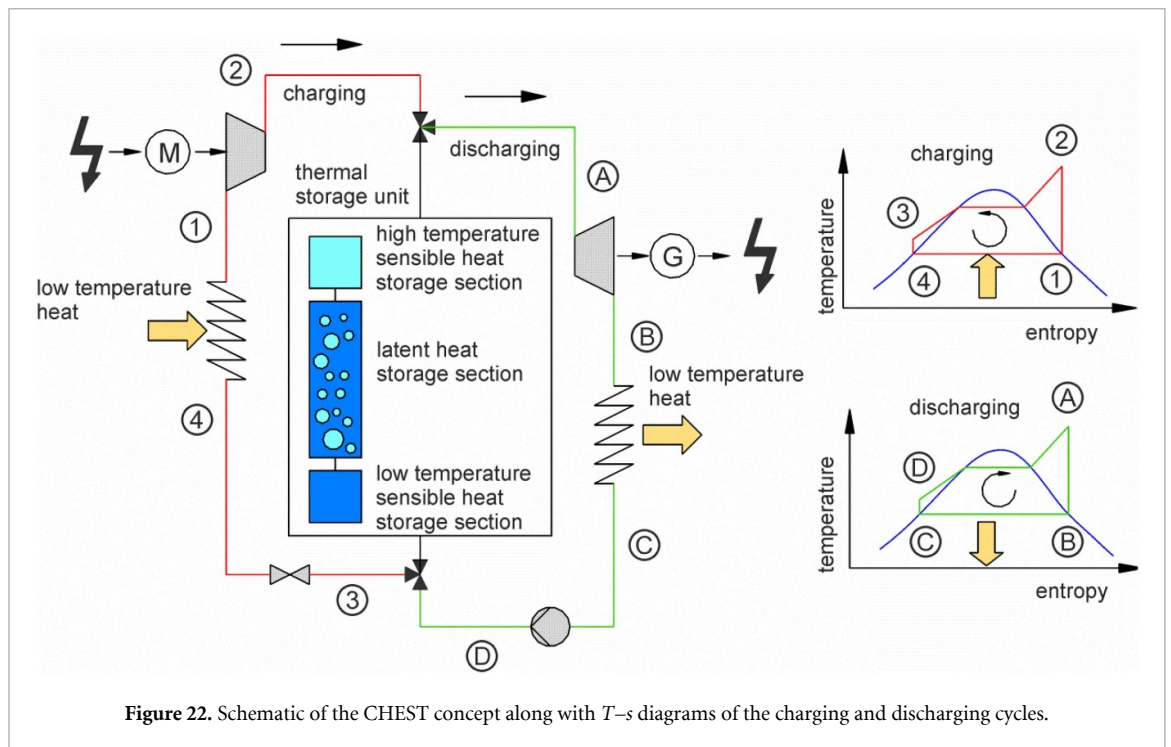 ②
charging
discharging
M
thermal
storage unit
Ⓐ
①
high temperature
sensible heat
storage section
G
low temperature
heat
latent heat
storage section
Ⓑ
low temperature
heat
④
low temperature
sensible heat
storage section
Ⓒ
③
Ⓓ
charging
②
③
temperature
④
①
entropy
discharging
Ⓐ
Ⓓ
temperature
Ⓒ
Ⓑ
entropy
Figure 22. Schematic of the CHEST concept along with T–s diagrams of the charging and discharging cycles.